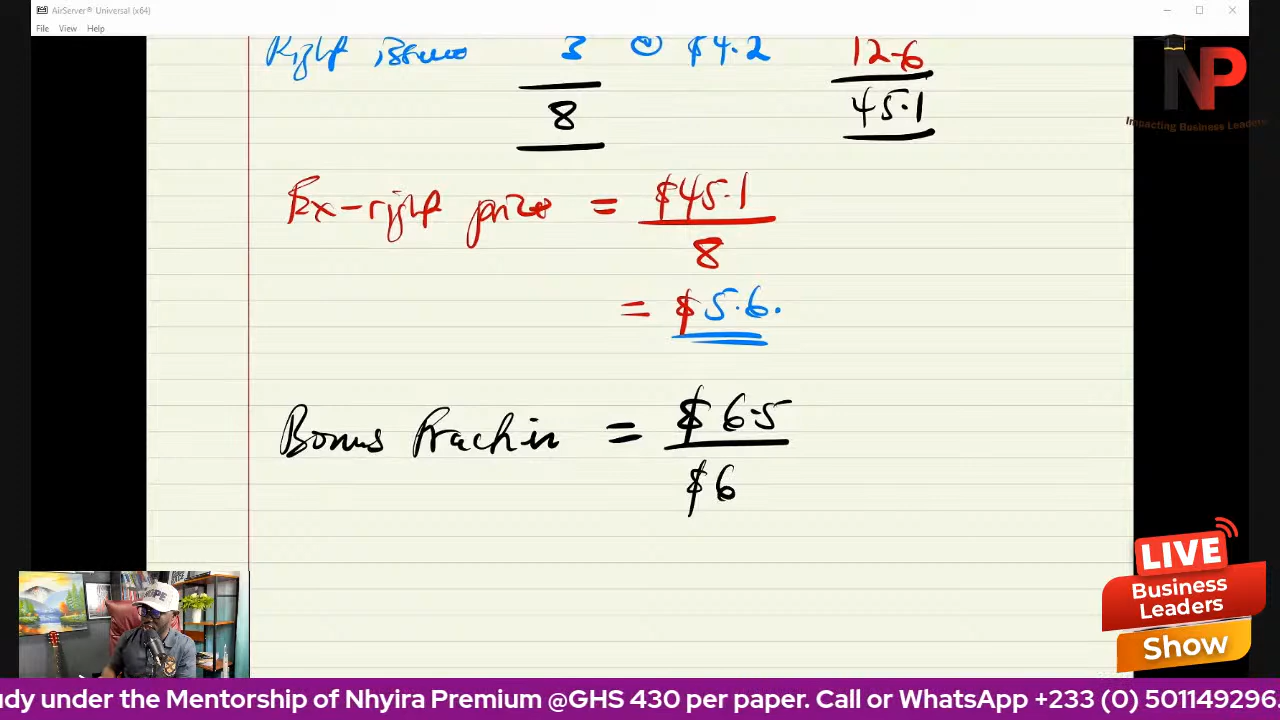 AirServer® Universal (x64)
File View Help
Right issue 3 @ $4.2 12.6
8 45.1
NP
Impacting Business Leaders
Ex-right price = $45.1
8
= $5.6.
Bonus Fraction = $6.5
$6
LIVE
Business
Leaders
Show
udy under the Mentorship of Nhyira Premium @GHS 430 per paper. Call or WhatsApp +233 (0) 501149296